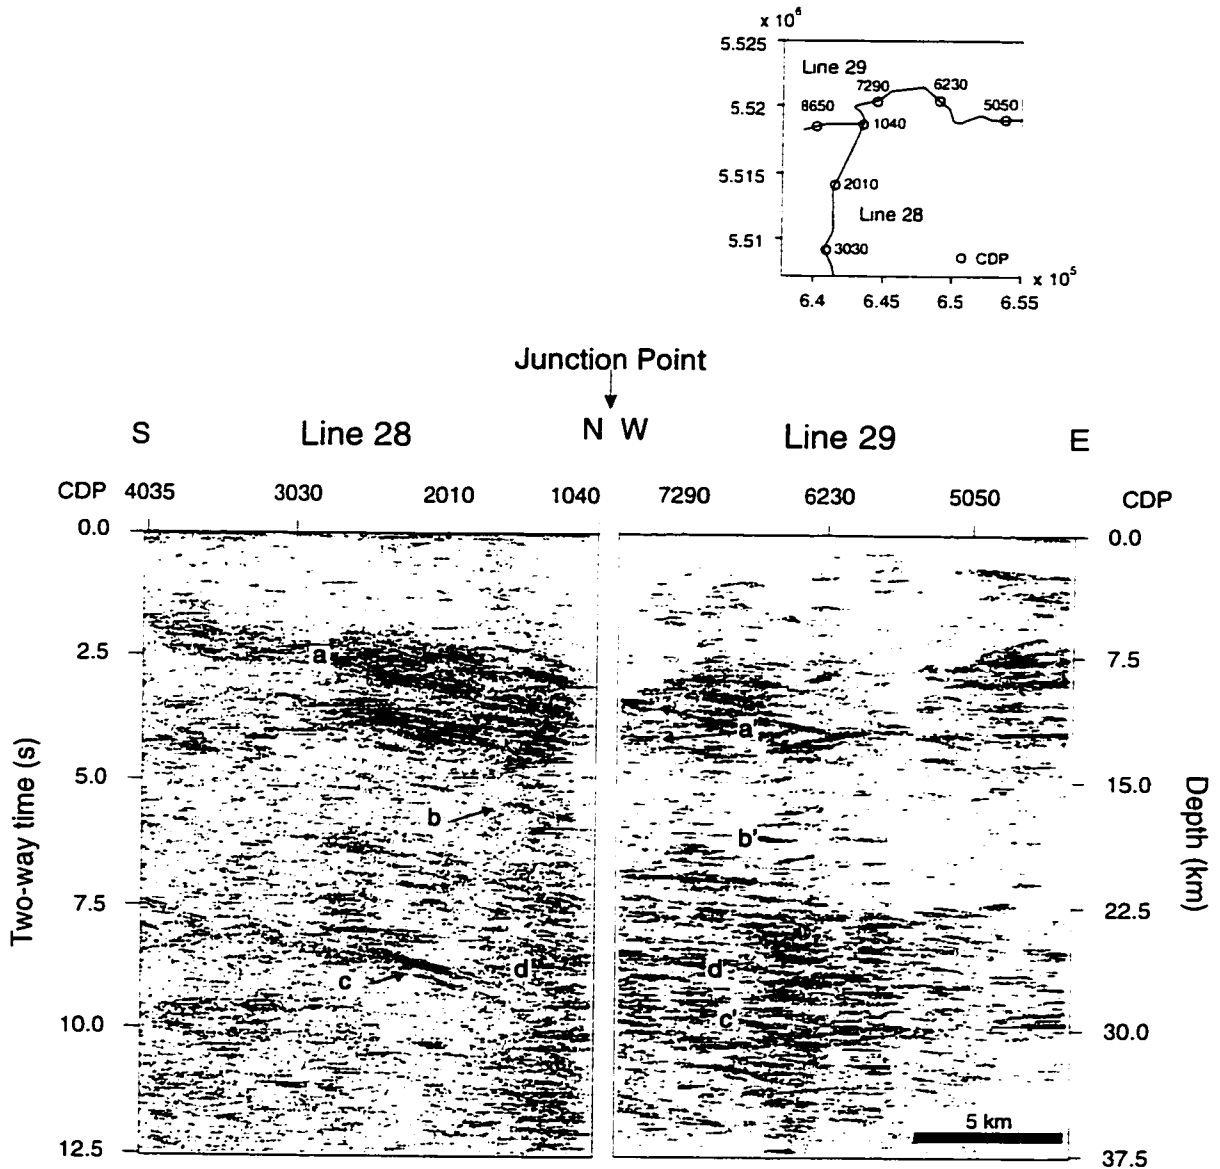 x 10⁶
5.525
Line 29
7290 6230
5.52 8650 5050
1040
5.515
2010
Line 28
5.51
3030
CDP
x 10⁵
6.4 6.45 6.5 6.55
Junction Point
S Line 28 N W Line 29 E
CDP 4035 3030 2010 1040 7290 6230 5050 CDP
0.0 0.0
2.5 a 7.5
a'
5.0 15.0
b
b'
7.5 22.5
c d d'
c'
10.0 30.0
5 km
12.5 37.5
Two-way time (s)
Depth (km)